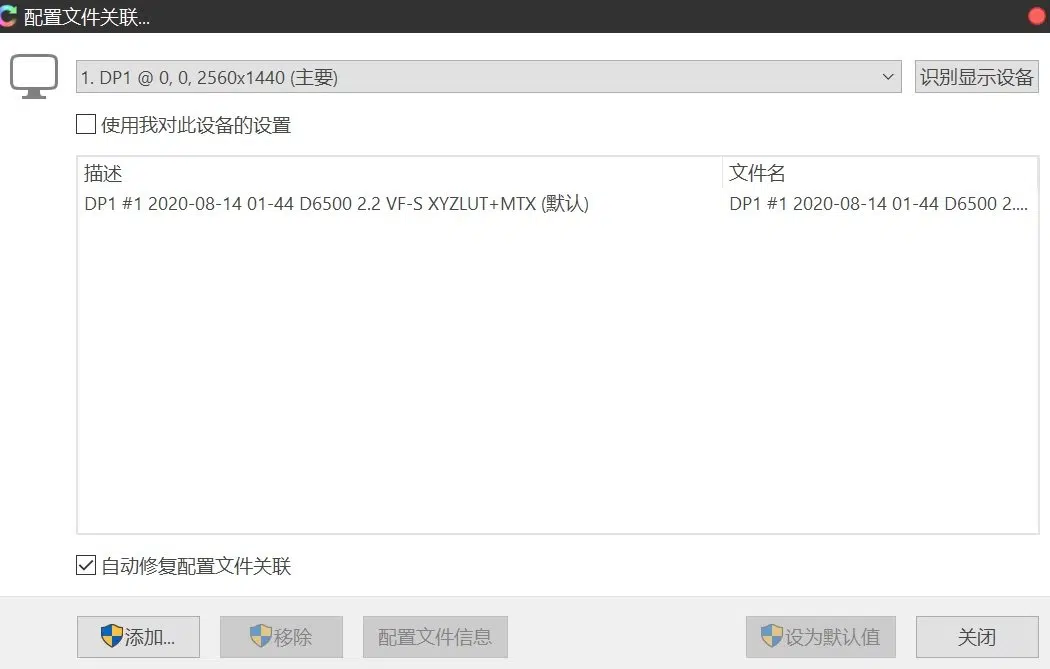 配置文件关联...
1. DP1 @ 0, 0, 2560x1440 (主要)
识别显示设备
使用我对此设备的设置
描述
文件名
DP1 #1 2020-08-14 01-44 D6500 2.2 VF-S XYZLUT+MTX (默认)
DP1 #1 2020-08-14 01-44 D6500 2....
自动修复配置文件关联
添加...
移除
配置文件信息
设为默认值
关闭